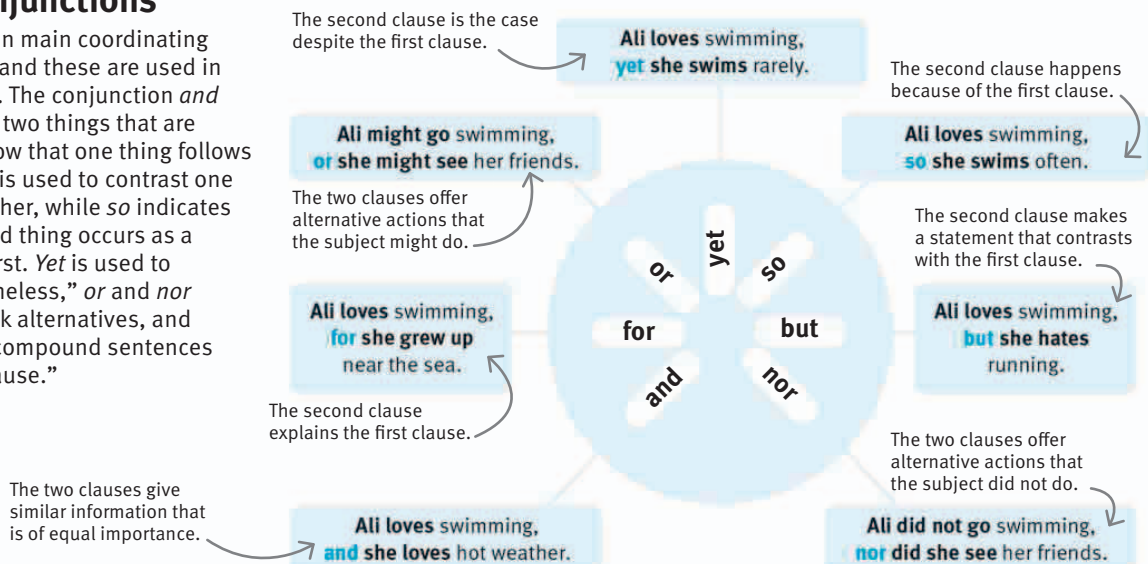 njunctions
n main coordinating
and these are used in
. The conjunction and
two things that are
ow that one thing follows
is used to contrast one
her, while so indicates
d thing occurs as a
rst. Yet is used to
heless," or and nor
k alternatives, and
compound sentences
ause."
The second clause is the case
despite the first clause.
Ali loves swimming,
yet she swims rarely.
The second clause happens
because of the first clause.
Ali might go swimming,
or she might see her friends.
Ali loves swimming,
so she swims often.
The two clauses offer
alternative actions that
the subject might do.
The second clause makes
a statement that contrasts
with the first clause.
yet
or
so
for
but
and
nor
Ali loves swimming,
for she grew up
near the sea.
Ali loves swimming,
but she hates
running.
The second clause
explains the first clause.
The two clauses offer
alternative actions that
the subject did not do.
The two clauses give
similar information that
is of equal importance.
Ali loves swimming,
and she loves hot weather.
Ali did not go swimming,
nor did she see her friends.